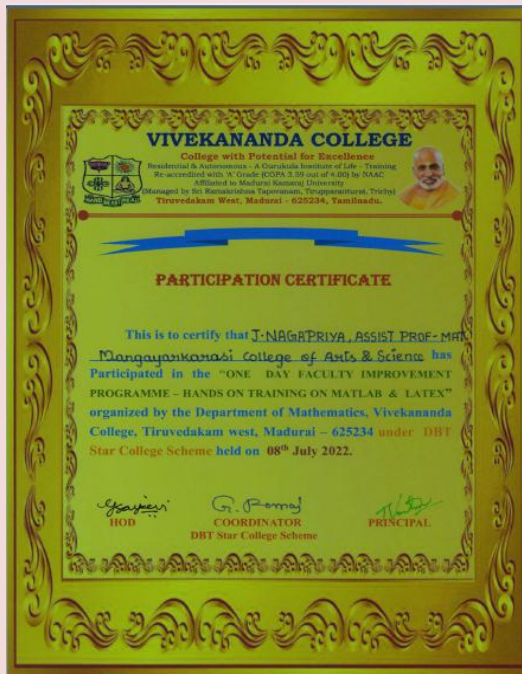 VIVEKANANDA COLLEGE
College with Potential for Excellence
Residential & Autonomous - A Gurukula Institute of Life - Training
Re-accredited with 'A' Grade (CGPA 3.59 out of 4.00) by NAAC
Affiliated to Madurai Kamaraj University
(Managed by Sri Ramakrishna Tapovanam, Tirupparaitturai, Trichy)
Tiruvedakam West, Madurai - 625234, Tamilnadu.
HAND HEART HEAD
PARTICIPATION CERTIFICATE
This is to certify that J.NAGAPRIYA, ASSIST PROF-MAT
Mangayarkarasi College of Arts & Science has
Participated in the "ONE DAY FACULTY IMPROVEMENT
PROGRAMME – HANDS ON TRAINING ON MATLAB & LATEX"
organized by the Department of Mathematics, Vivekananda
College, Tiruvedakam west, Madurai – 625234 under DBT
Star College Scheme held on 08th July 2022.
HOD COORDINATOR PRINCIPAL
DBT Star College Scheme